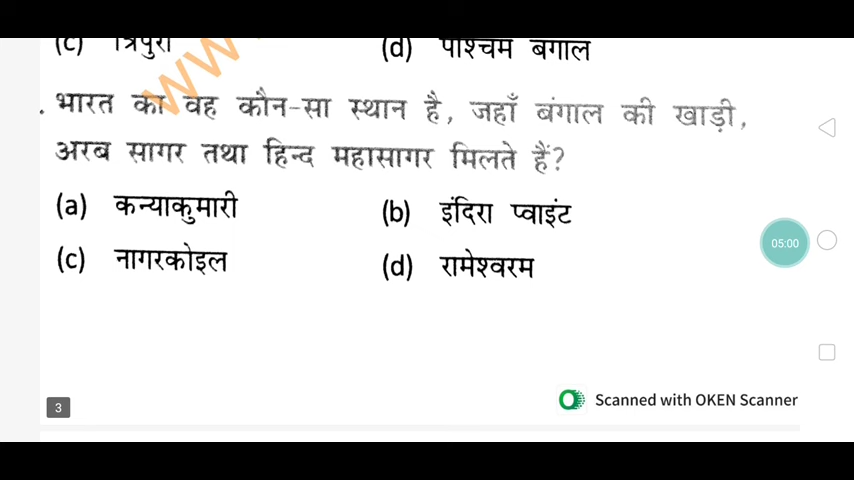 (c) त्रिपुरा (d) पश्चिम बंगाल
भारत का वह कौन-सा स्थान है, जहाँ बंगाल की खाड़ी,
अरब सागर तथा हिन्द महासागर मिलते हैं?
(a) कन्याकुमारी (b) इंदिरा प्वाइंट
(c) नागरकोइल (d) रामेश्वरम
05:00
3
Scanned with OKEN Scanner